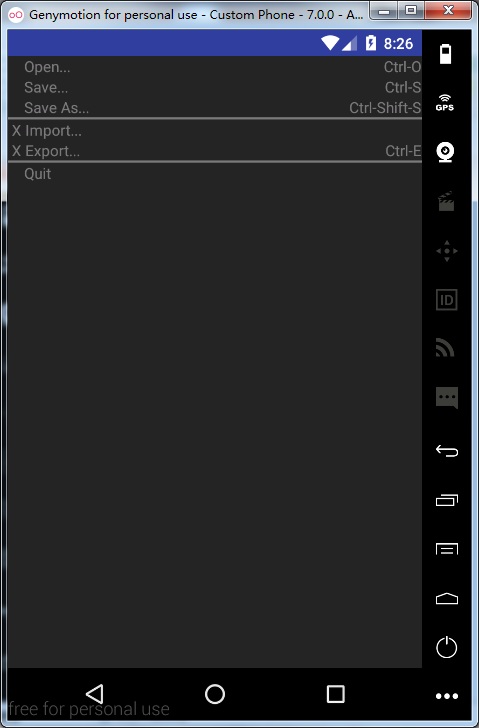 Genymotion for personal use - Custom Phone - 7.0.0 - A...
8:26
Open... Ctrl-O
Save... Ctrl-S
Save As... Ctrl-Shift-S
X Import...
X Export... Ctrl-E
Quit
GPS
ID
free for personal use